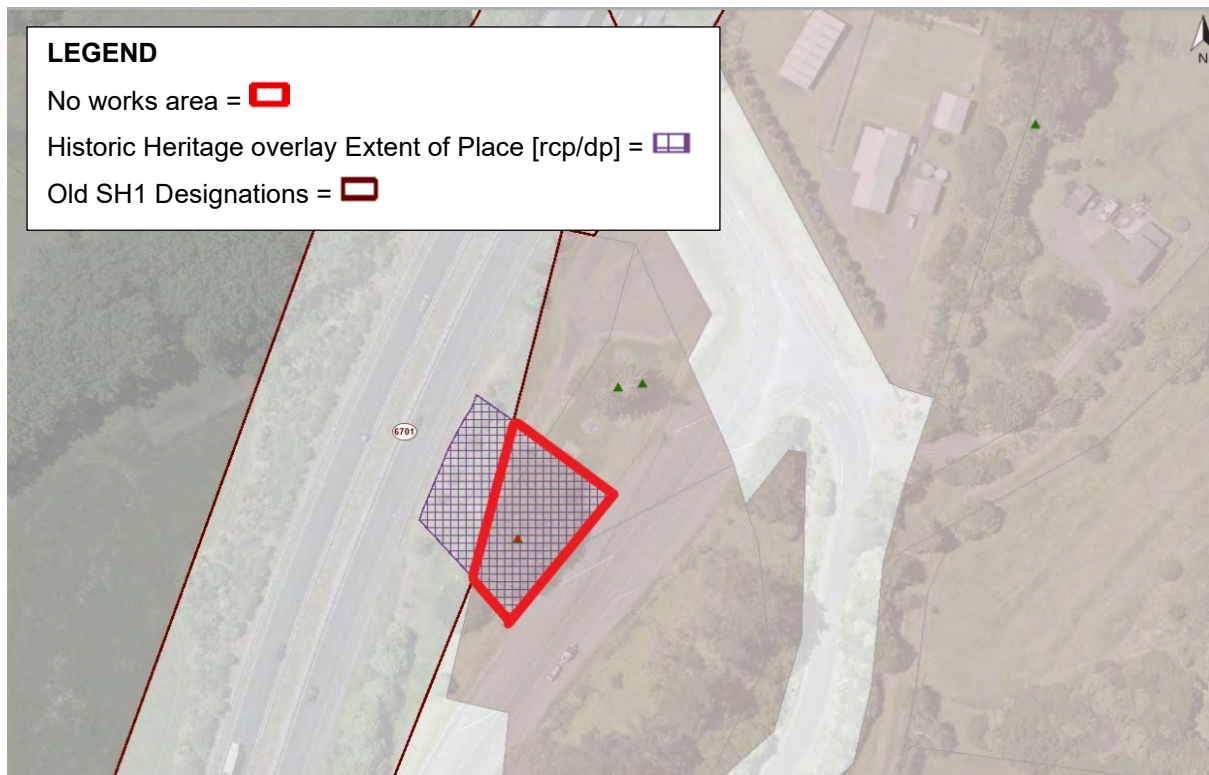 LEGEND
No works area =
Historic Heritage overlay Extent of Place [rcp/dp] =
Old SH1 Designations =
N
6701